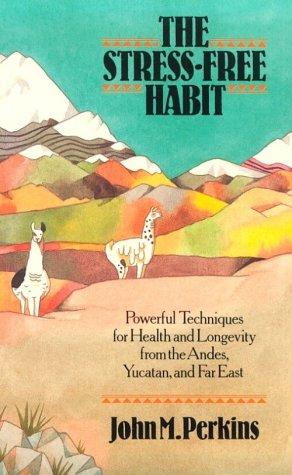 THE
STRESS-FREE
HABIT
Powerful Techniques
for Health and Longevity
from the Andes,
Yucatan, and Far East
John M. Perkins